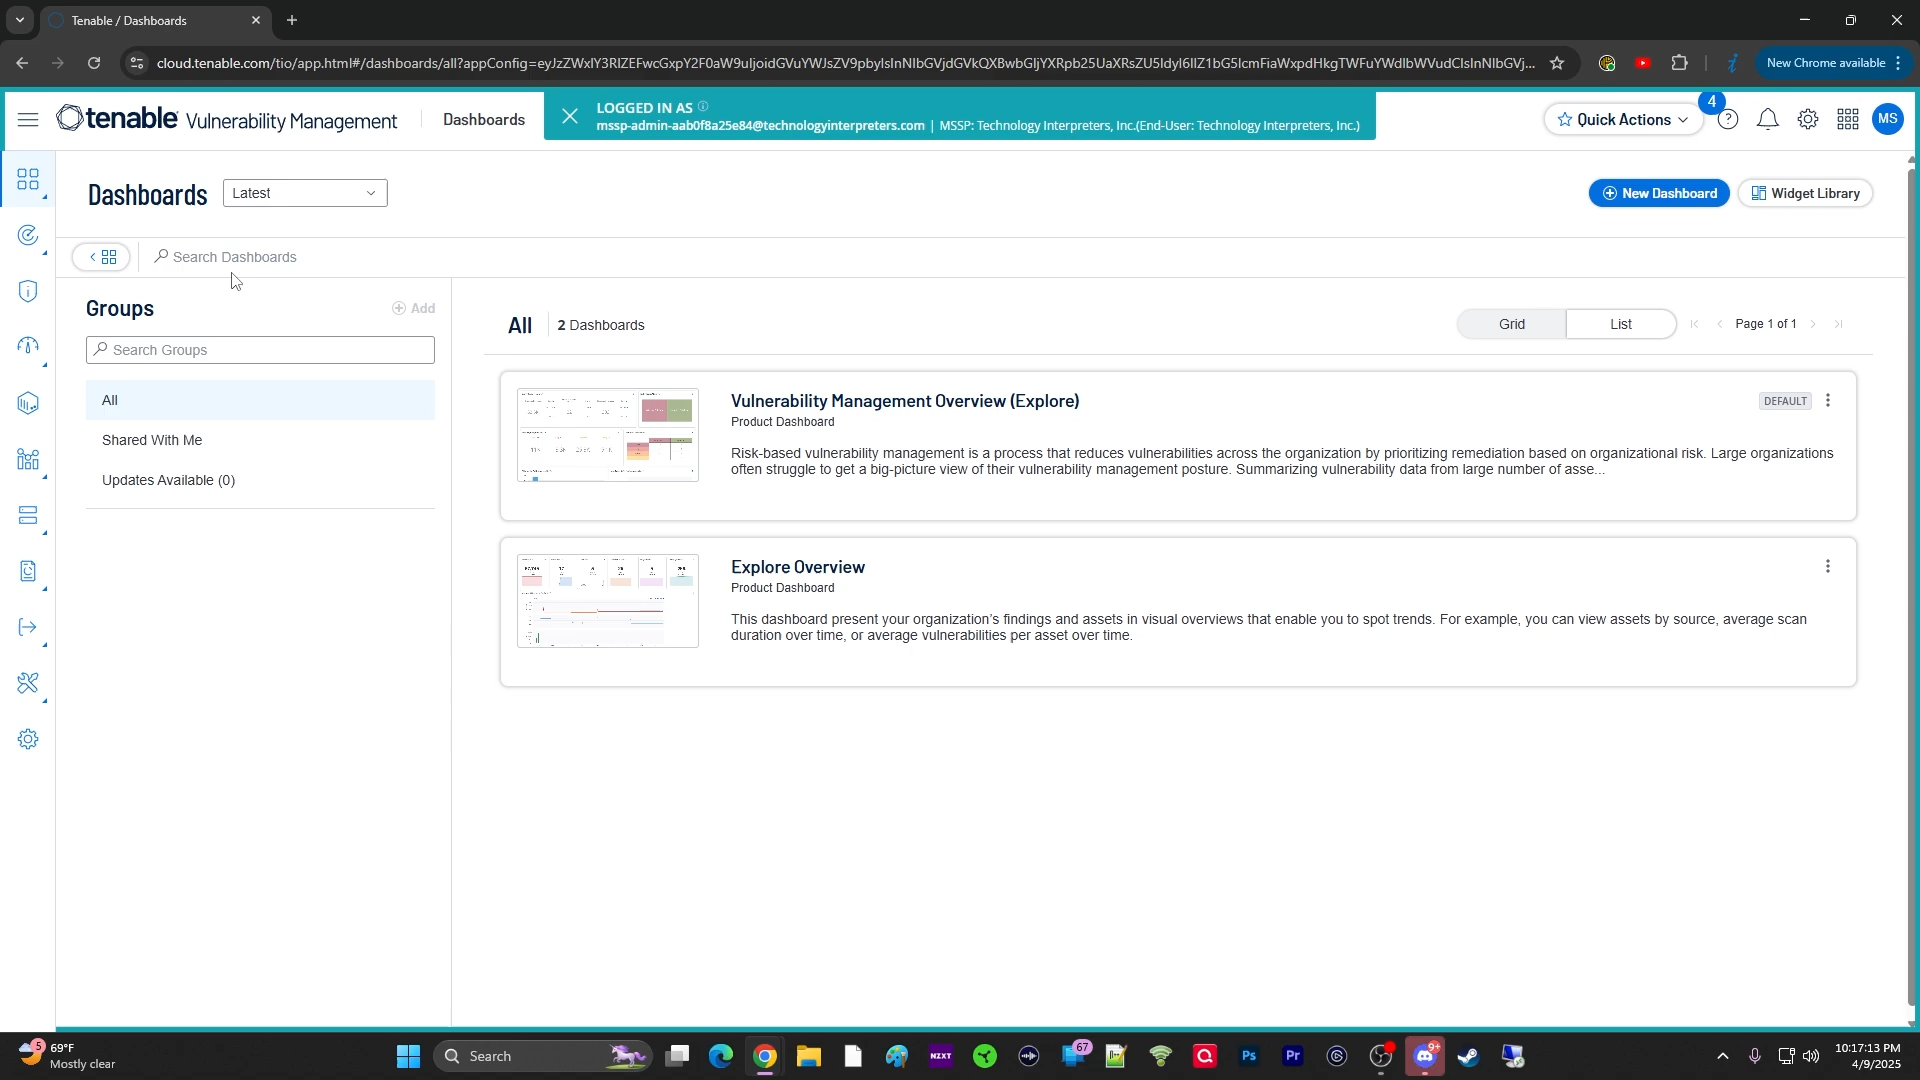 Tenable / Dashboards
cloud.tenable.com/tio/app.html#/dashboards/all?appConfig=
New Chrome available
tenable Vulnerability Management
Dashboards
LOGGED IN AS
mssp-admin-aab0f8a25e84@technologyinterpreters.com | MSSP: Technology Interpreters, Inc.(End-User: Technology Interpreters, Inc.)
Quick Actions
4
MS
Dashboards
Latest
New Dashboard
Widget Library
Search Dashboards
Groups
Add
Search Groups
All
Shared With Me
Updates Available (0)
All
2 Dashboards
Grid
List
Page 1 of 1
Vulnerability Management Overview (Explore)
DEFAULT
Product Dashboard
Risk-based vulnerability management is a process that reduces vulnerabilities across the organization by prioritizing remediation based on organizational risk. Large organizations
often struggle to get a big-picture view of their vulnerability management posture. Summarizing vulnerability data from large number of asse...
Explore Overview
Product Dashboard
This dashboard present your organization's findings and assets in visual overviews that enable you to spot trends. For example, you can view assets by source, average scan
duration over time, or average vulnerabilities per asset over time.
5
69°F
Mostly clear
Search
NZXT
67
Ps
Pr
9+
10:17:13 PM
4/9/2025